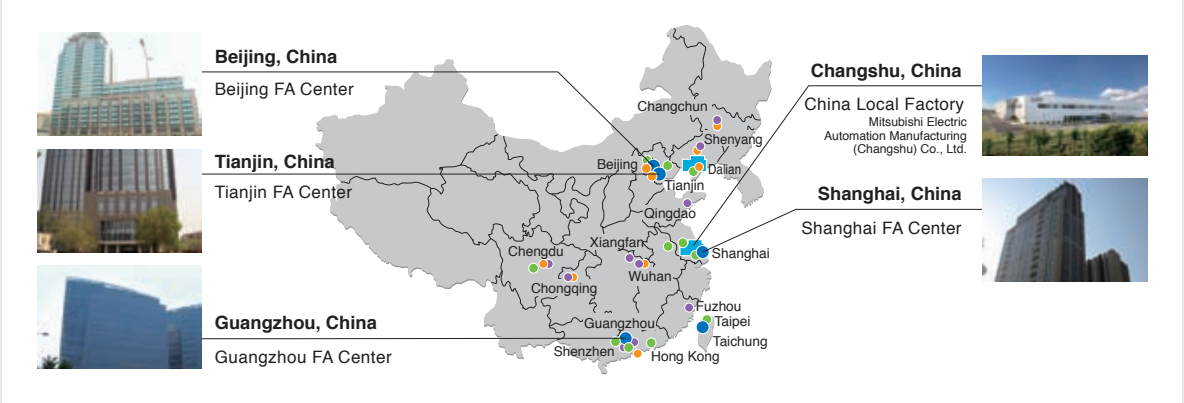 Beijing, China
Beijing FA Center
Tianjin, China
Tianjin FA Center
Guangzhou, China
Guangzhou FA Center
Changchun
Shenyang
Beijing
Dalian
Tianjin
Qingdao
Xiangfan
Chengdu
Shanghai
Wuhan
Chongqing
Fuzhou
Guangzhou
Taipei
Taichung
Shenzhen
Hong Kong
Changshu, China
China Local Factory
Mitsubishi Electric
Automation Manufacturing
(Changshu) Co., Ltd.
Shanghai, China
Shanghai FA Center